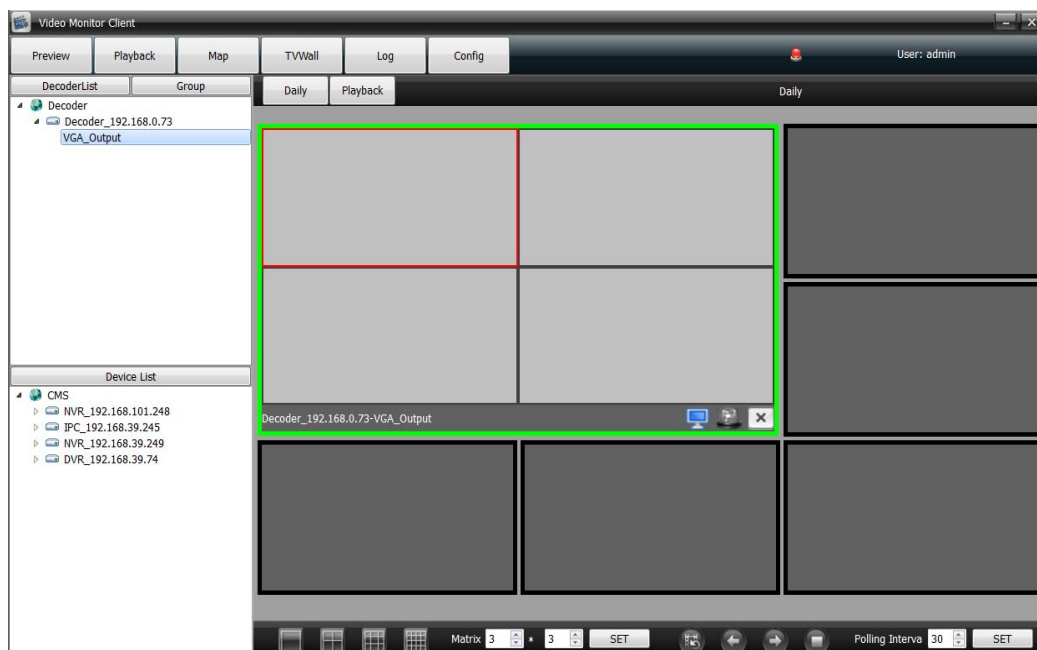 Video Monitor Client
Preview Playback Map TVWall Log Config User: admin
DecoderList Group Daily Playback Daily
Decoder
Decoder_192.168.0.73
VGA_Output
Decoder_192.168.0.73-VGA_Output
Device List
CMS
NVR_192.168.101.248
IPC_192.168.39.245
NVR_192.168.39.249
DVR_192.168.39.74
Matrix 3 * 3 SET Polling Interva 30 SET